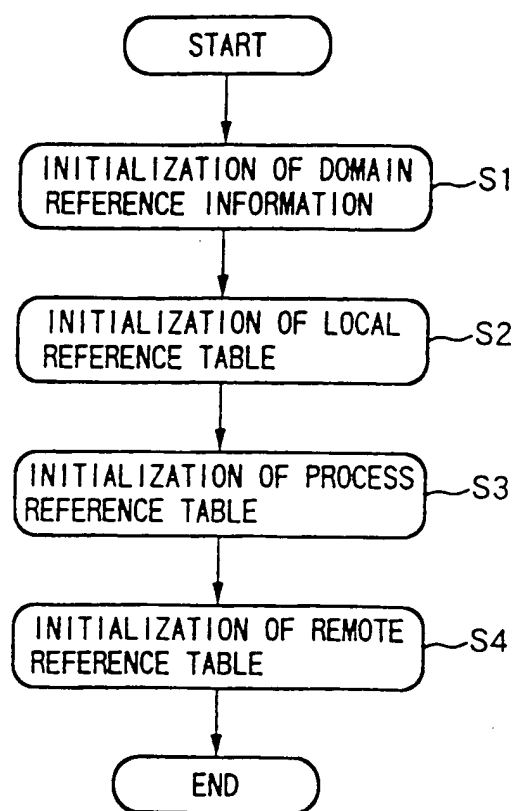 START
INITIALIZATION OF DOMAIN
REFERENCE INFORMATION
S1
INITIALIZATION OF LOCAL
REFERENCE TABLE
S2
INITIALIZATION OF PROCESS
REFERENCE TABLE
S3
INITIALIZATION OF REMOTE
REFERENCE TABLE
S4
END